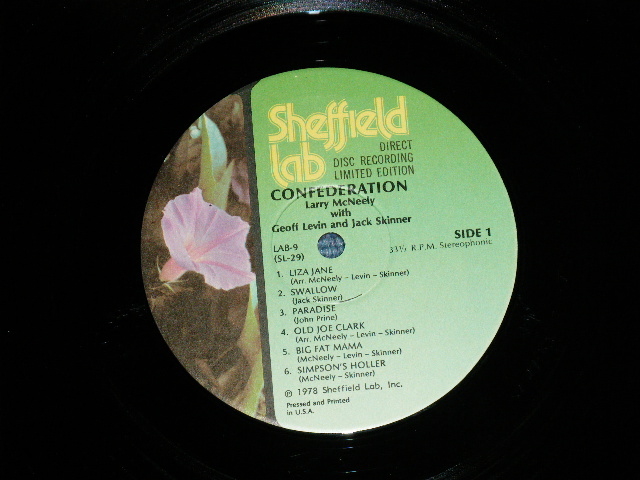 Sheffield
lab
DIRECT
DISC RECORDING
LIMITED EDITION
CONFEDERATION
Larry McNeely
with
Geoff Levin and Jack Skinner
SIDE 1
LAB-9
(SL-29)
33⅓ R.P.M. Stereophonic
1. LIZA JANE
(Arr. McNeely – Levin – Skinner)
2. SWALLOW
(Jack Skinner)
3. PARADISE
(John Prine)
4. OLD JOE CLARK
(Arr. McNeely – Levin – Skinner)
5. BIG FAT MAMA
(McNeely – Levin – Skinner)
6. SIMPSON'S HOLLER
(McNeely – Skinner)
℗ 1978 Sheffield Lab, Inc.
Pressed and Printed
in U.S.A.